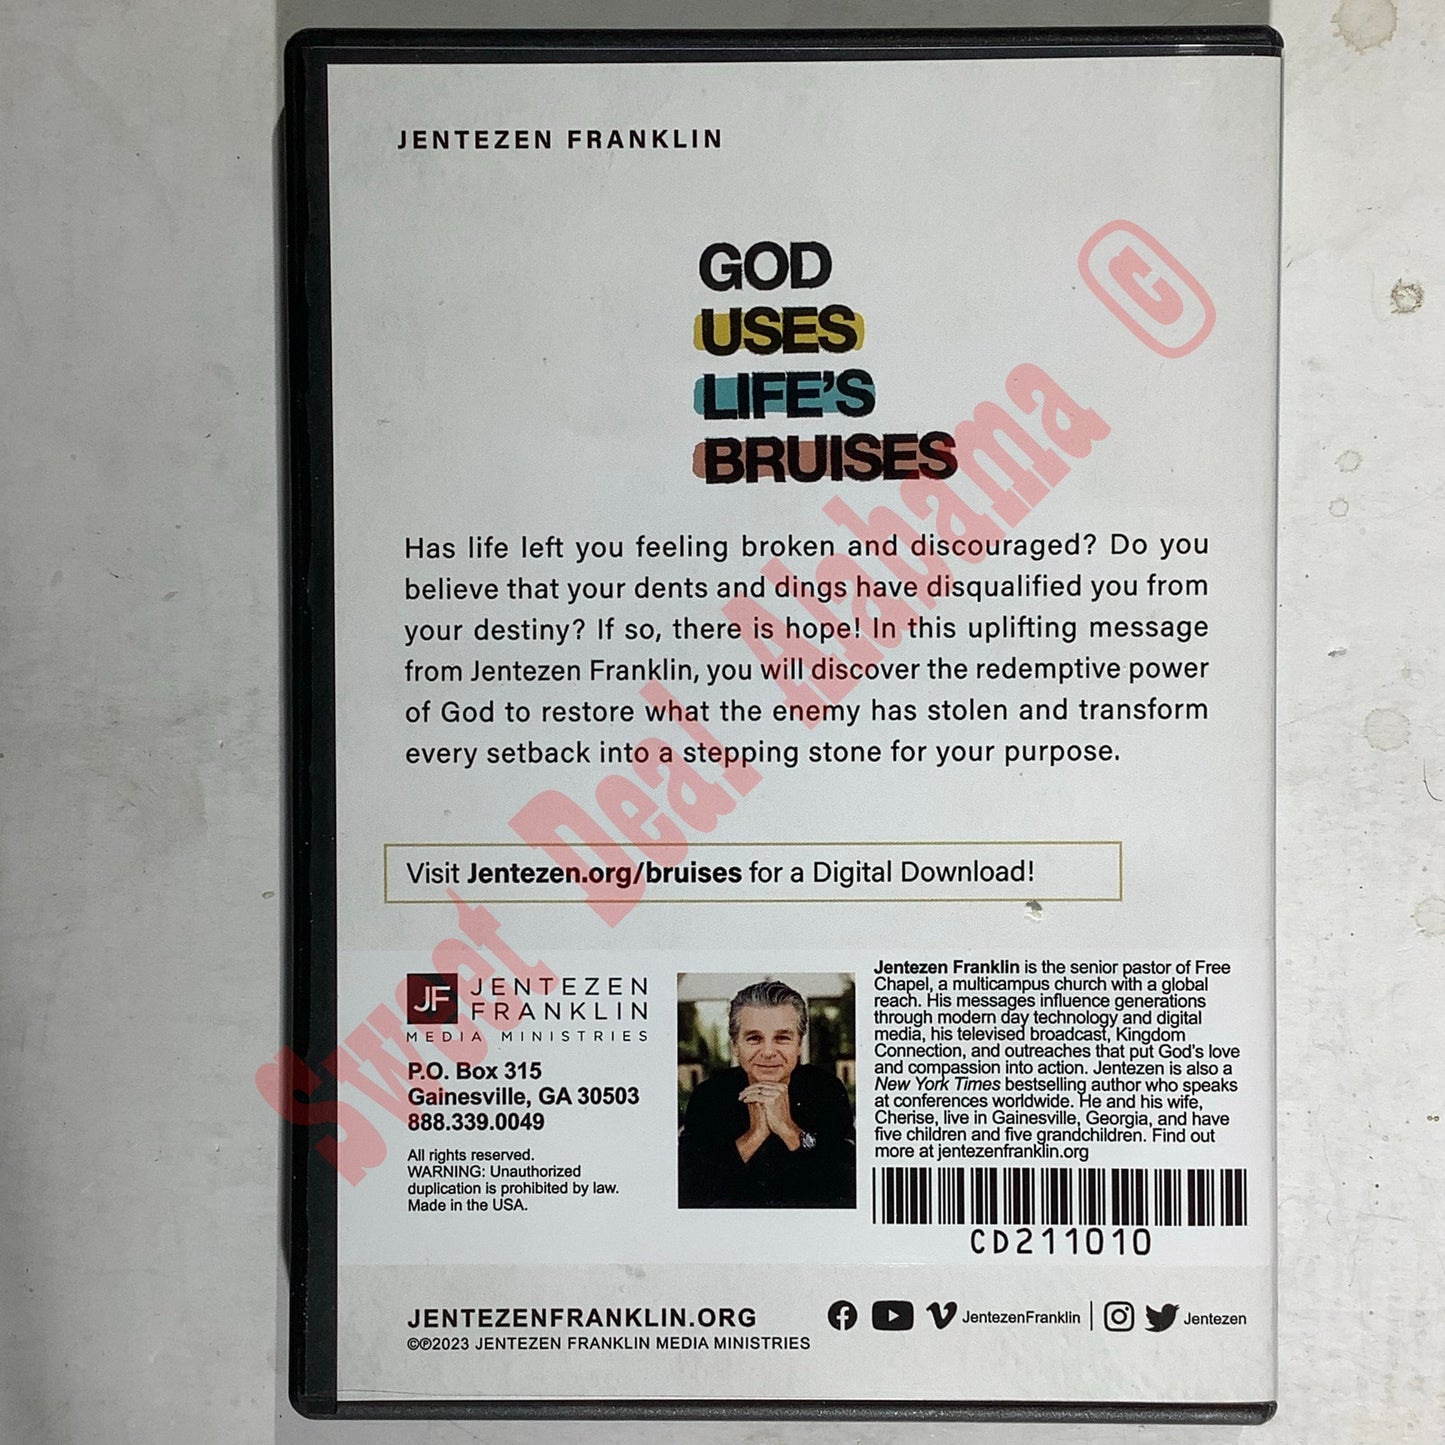 JENTEZEN FRANKLIN
GOD
USES
LIFE'S
BRUISES
Has life left you feeling broken and discouraged? Do you
believe that your dents and dings have disqualified you from
your destiny? If so, there is hope! In this uplifting message
from Jentezen Franklin, you will discover the redemptive power
of God to restore what the enemy has stolen and transform
every setback into a stepping stone for your purpose.
Visit Jentezen.org/bruises for a Digital Download!
JF JENTEZEN
FRANKLIN
MEDIA MINISTRIES
P.O. Box 315
Gainesville, GA 30503
888.339.0049
All rights reserved.
WARNING: Unauthorized
duplication is prohibited by law.
Made in the USA.
Jentezen Franklin is the senior pastor of Free
Chapel, a multicampus church with a global
reach. His messages influence generations
through modern day technology and digital
media, his televised broadcast, Kingdom
Connection, and outreaches that put God's love
and compassion into action. Jentezen is also a
New York Times bestselling author who speaks
at conferences worldwide. He and his wife,
Cherise, live in Gainesville, Georgia, and have
five children and five grandchildren. Find out
more at jentezenfranklin.org
CD211010
JENTEZENFRANKLIN.ORG
©℗2023 JENTEZEN FRANKLIN MEDIA MINISTRIES
JentezenFranklin | Jentezen
Sweet Deal Alabama ©